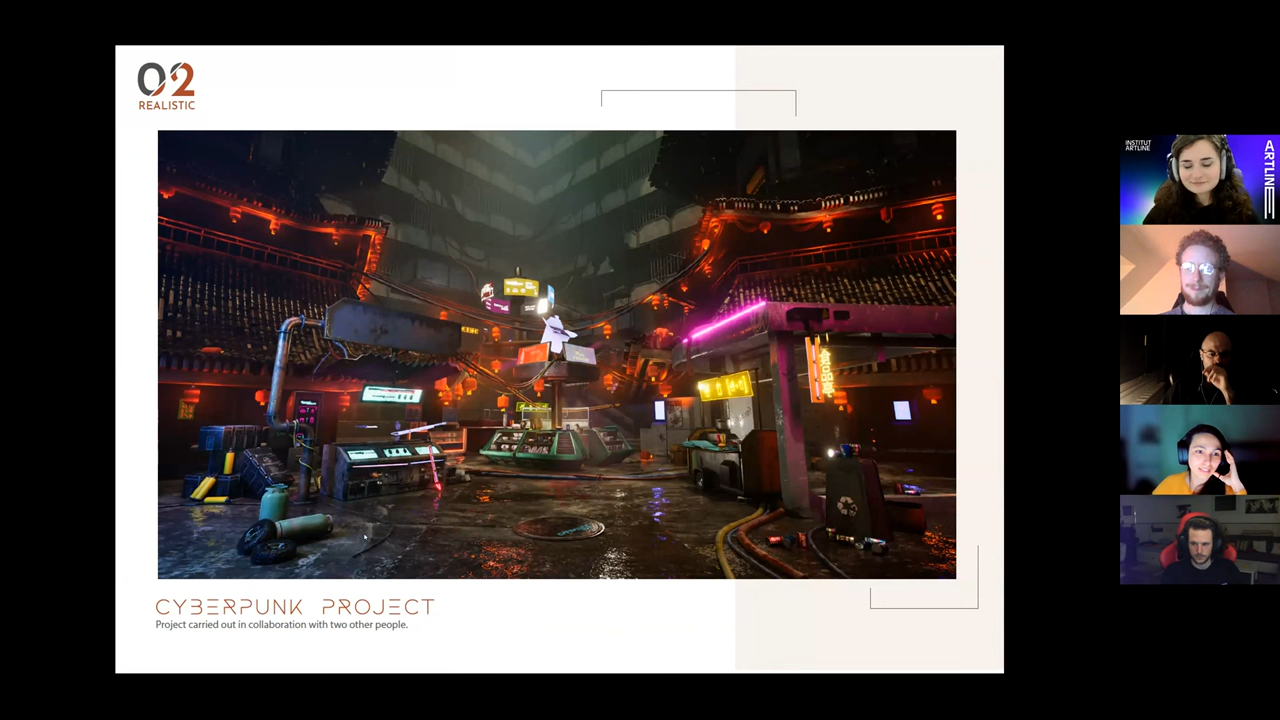 02
REALISTIC
CYBERPUNK PROJECT
Project carried out in collaboration with two other people.
INSTITUT
ARTLINE
ARTLINE